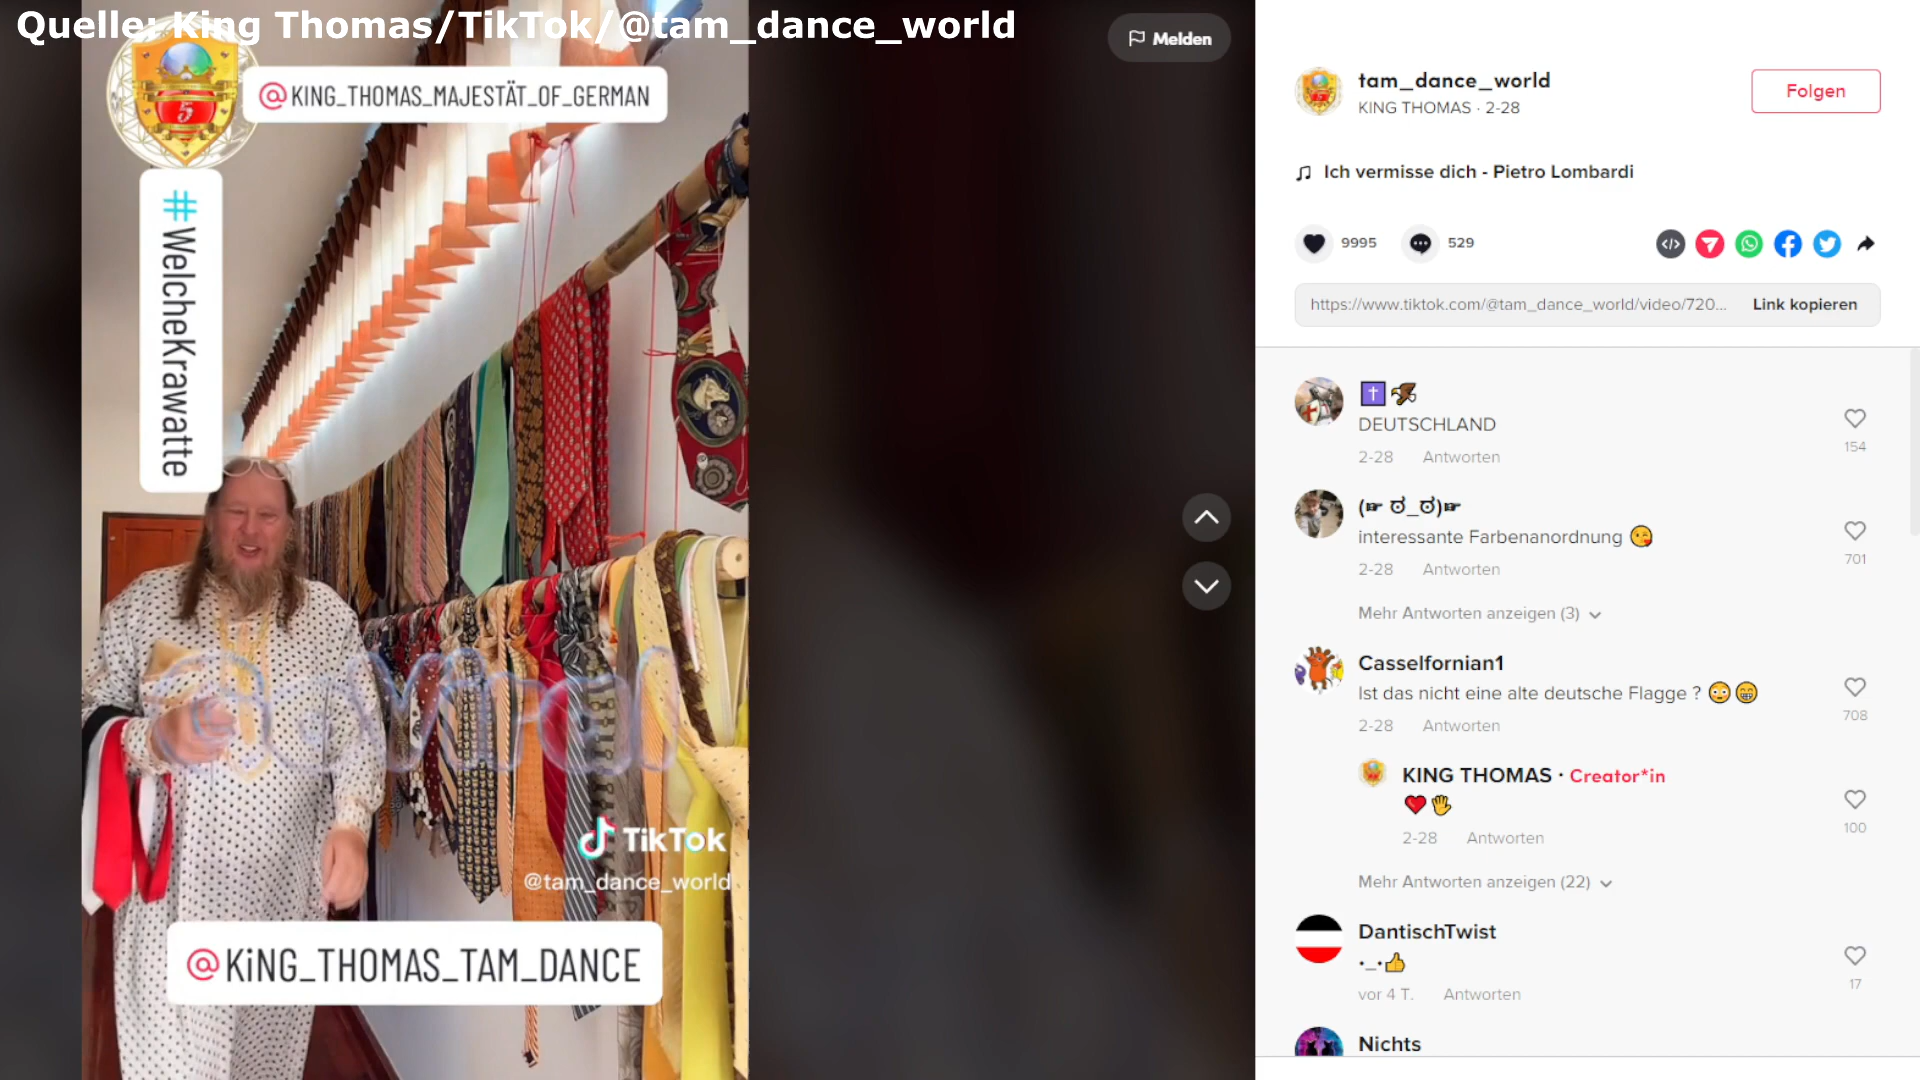 Quelle: King Thomas/TikTok/@tam_dance_world
@KING_THOMAS_MAJESTÄT_OF_GERMAN
5
#WelcheKrawatte
TikTok
@tam_dance_world
@KiNG_THOMAS_TAM_DANCE
Melden
tam_dance_world
KING THOMAS · 2-28
Folgen
Ich vermisse dich - Pietro Lombardi
9995
529
https://www.tiktok.com/@tam_dance_world/video/720...
Link kopieren
DEUTSCHLAND
154
2-28 Antworten
(☞ ಠ_ಠ)☞
interessante Farbenanordnung 😘
701
2-28 Antworten
Mehr Antworten anzeigen (3)
Casselfornian1
Ist das nicht eine alte deutsche Flagge ? 😳😁
708
2-28 Antworten
KING THOMAS · Creator*in
❤️🖐
100
2-28 Antworten
Mehr Antworten anzeigen (22)
DantischTwist
•_•👍
17
vor 4 T. Antworten
Nichts